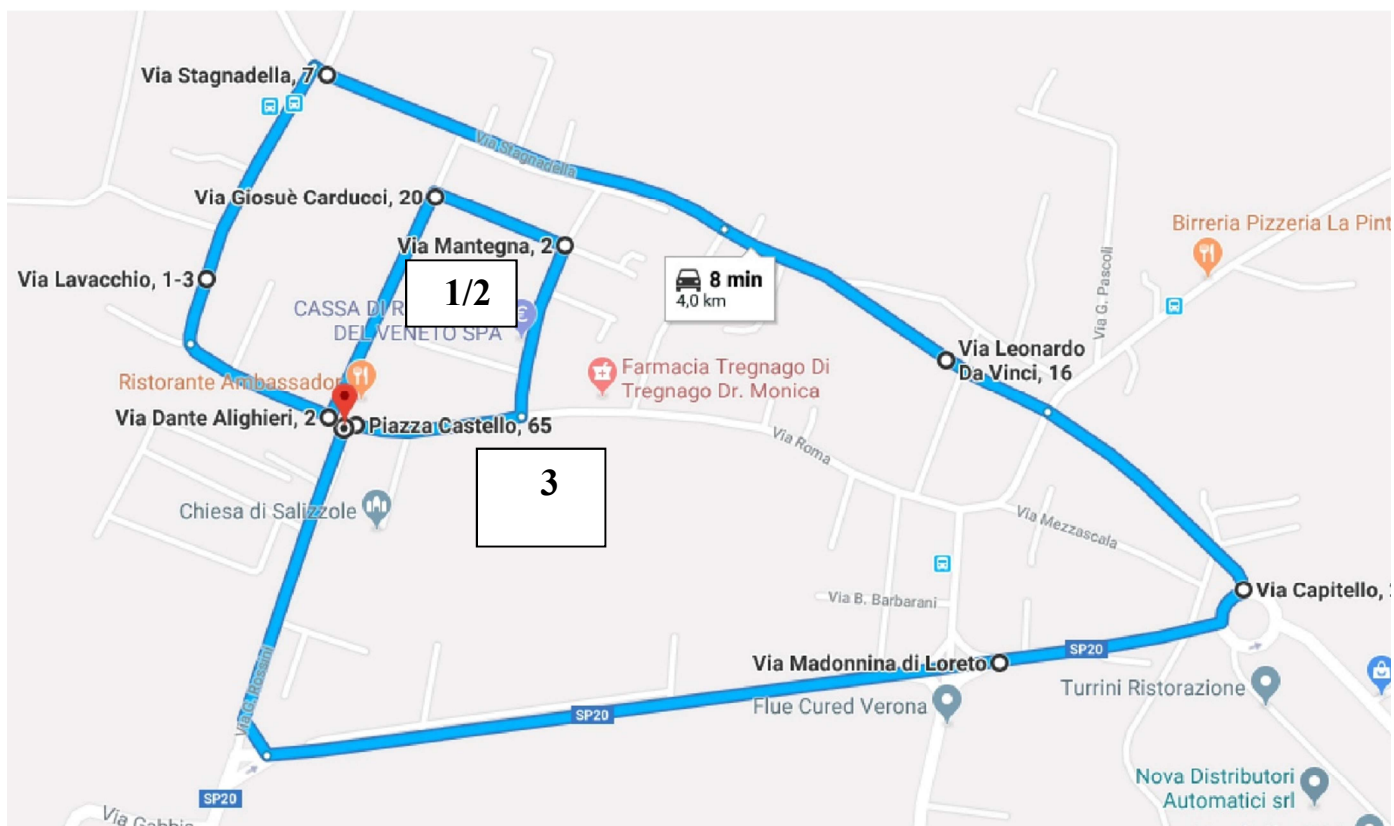 Via Stagnadella, 7
Via Stagnadella
Via Giosuè Carducci, 20
Via Mantegna, 2
Birreria Pizzeria La Pint
Via G. Pascoli
Via Lavacchio, 1-3
1/2
8 min
4,0 km
CASSA DI R
DEL VENETO SPA
Via Leonardo
Da Vinci, 16
Ristorante Ambassador
Farmacia Tregnago Di
Tregnago Dr. Monica
Via Dante Alighieri, 2
Piazza Castello, 65
Via Roma
3
Chiesa di Salizzole
Via Mezzascala
Via B. Barbarani
Via Capitello,
Via Madonnina di Loreto
SP20
Via G. Rossini
Turrini Ristorazione
Flue Cured Verona
SP20
Nova Distributori
Automatici srl
SP20
Via Gabbia